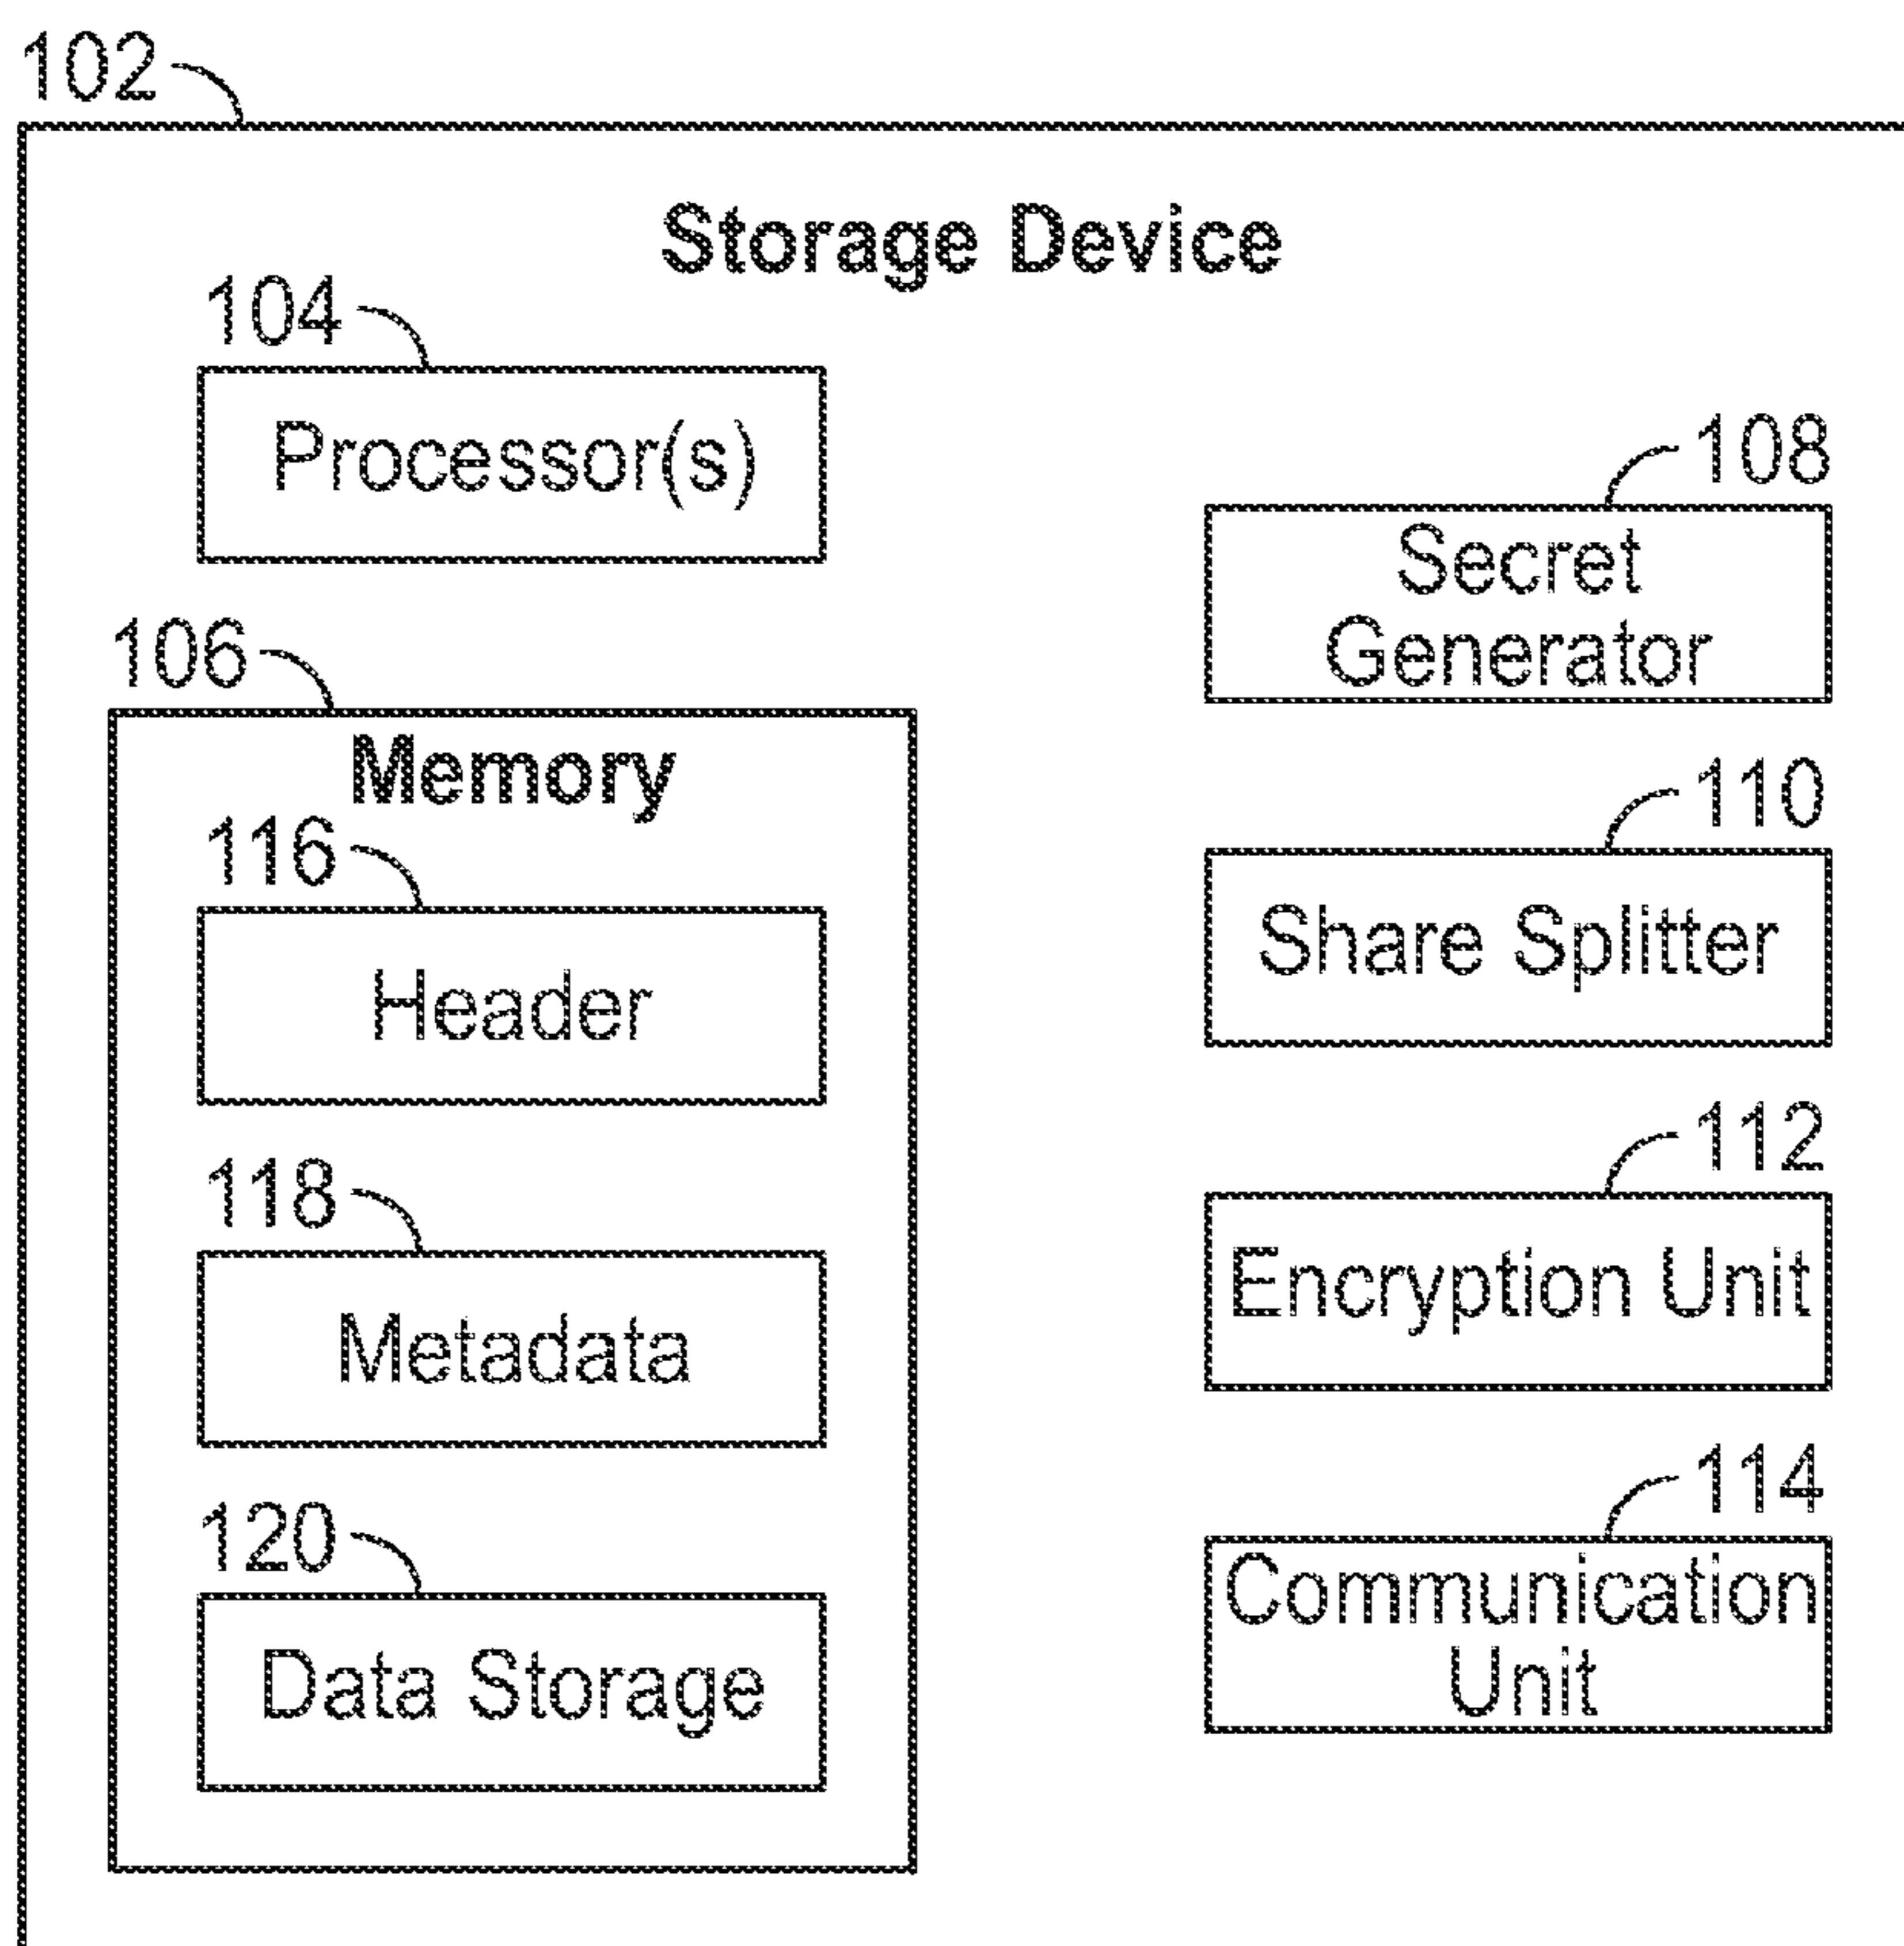 102
Storage Device
104
Processor(s)
106
Memory
116
Header
118
Metadata
120
Data Storage
108
Secret
Generator
110
Share Splitter
112
Encryption Unit
114
Communication
Unit